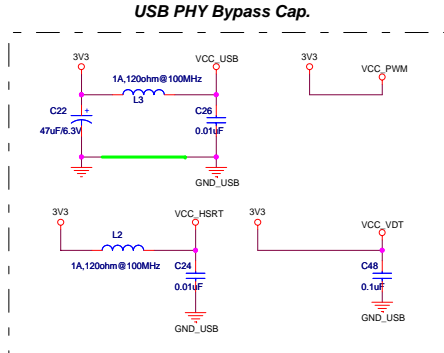 USB PHY Bypass Cap.
3V3
VCC_USB
3V3
VCC_PWM
1A,120ohm@100MHz
L3
C22
+
47uF/6.3V
C26
0.01uF
GND_USB
3V3
VCC_HSRT
3V3
VCC_VDT
L2
1A,120ohm@100MHz
C24
0.01uF
C48
0.1uF
GND_USB
GND_USB